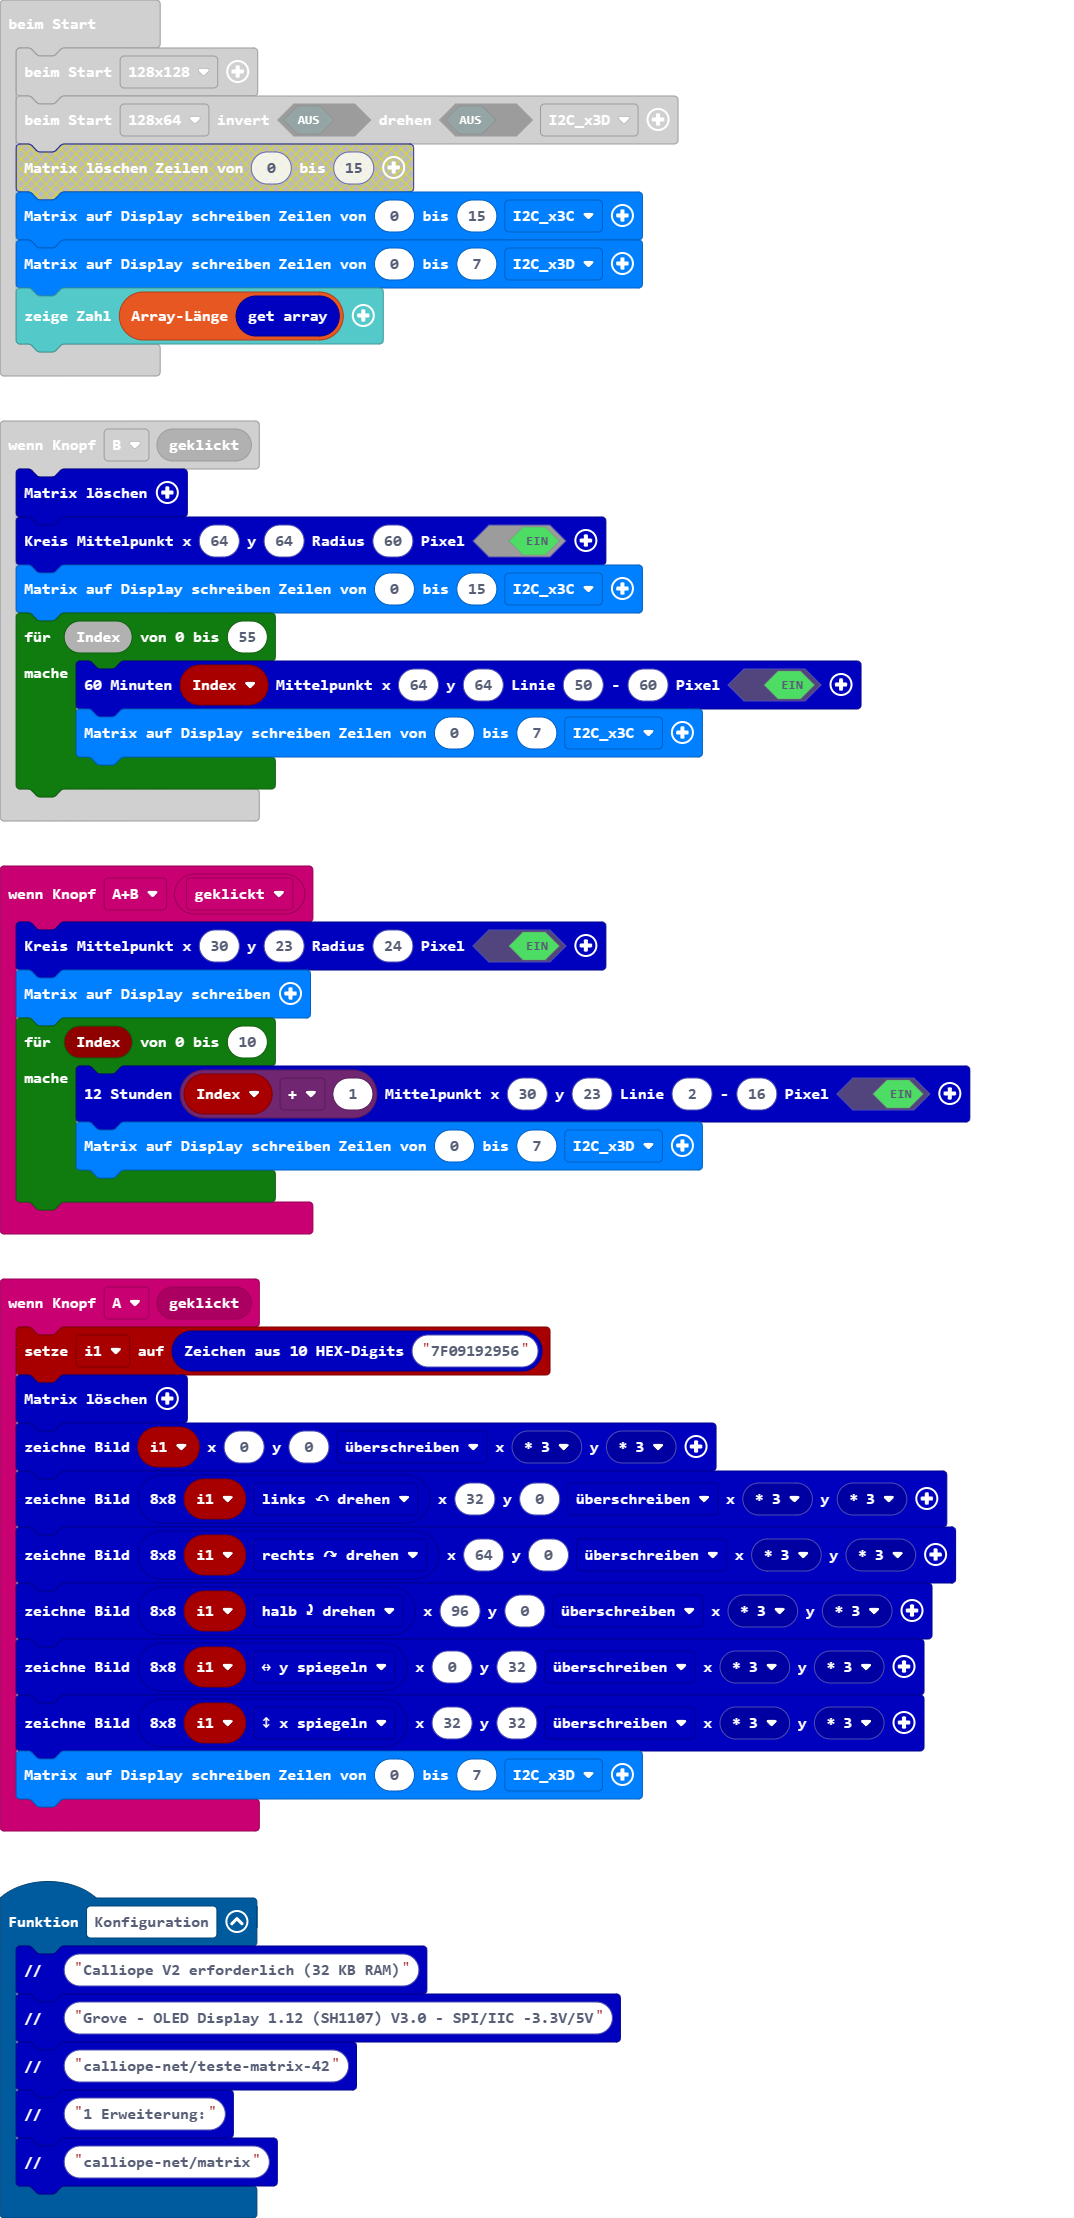 beim Start
beim Start 128x128
beim Start 128x64 invert AUS drehen AUS I2C_x3D
Matrix löschen Zeilen von 0 bis 15
Matrix auf Display schreiben Zeilen von 0 bis 15 I2C_x3C
Matrix auf Display schreiben Zeilen von 0 bis 7 I2C_x3D
zeige Zahl Array-Länge get array
wenn Knopf B geklickt
Matrix löschen
Kreis Mittelpunkt x 64 y 64 Radius 60 Pixel EIN
Matrix auf Display schreiben Zeilen von 0 bis 15 I2C_x3C
für Index von 0 bis 55
mache
60 Minuten Index Mittelpunkt x 64 y 64 Linie 50 - 60 Pixel EIN
Matrix auf Display schreiben Zeilen von 0 bis 7 I2C_x3C
wenn Knopf A+B geklickt
Kreis Mittelpunkt x 30 y 23 Radius 24 Pixel EIN
Matrix auf Display schreiben
für Index von 0 bis 10
mache
12 Stunden Index + 1 Mittelpunkt x 30 y 23 Linie 2 - 16 Pixel EIN
Matrix auf Display schreiben Zeilen von 0 bis 7 I2C_x3D
wenn Knopf A geklickt
setze i1 auf Zeichen aus 10 HEX-Digits "7F09192956"
Matrix löschen
zeichne Bild i1 x 0 y 0 überschreiben x * 3 y * 3
zeichne Bild 8x8 i1 links ↶ drehen x 32 y 0 überschreiben x * 3 y * 3
zeichne Bild 8x8 i1 rechts ↷ drehen x 64 y 0 überschreiben x * 3 y * 3
zeichne Bild 8x8 i1 halb ⤸ drehen x 96 y 0 überschreiben x * 3 y * 3
zeichne Bild 8x8 i1 ↔ y spiegeln x 0 y 32 überschreiben x * 3 y * 3
zeichne Bild 8x8 i1 ↕ x spiegeln x 32 y 32 überschreiben x * 3 y * 3
Matrix auf Display schreiben Zeilen von 0 bis 7 I2C_x3D
Funktion Konfiguration
// "Calliope V2 erforderlich (32 KB RAM)"
// "Grove - OLED Display 1.12 (SH1107) V3.0 - SPI/IIC -3.3V/5V"
// "calliope-net/teste-matrix-42"
// "1 Erweiterung:"
// "calliope-net/matrix"